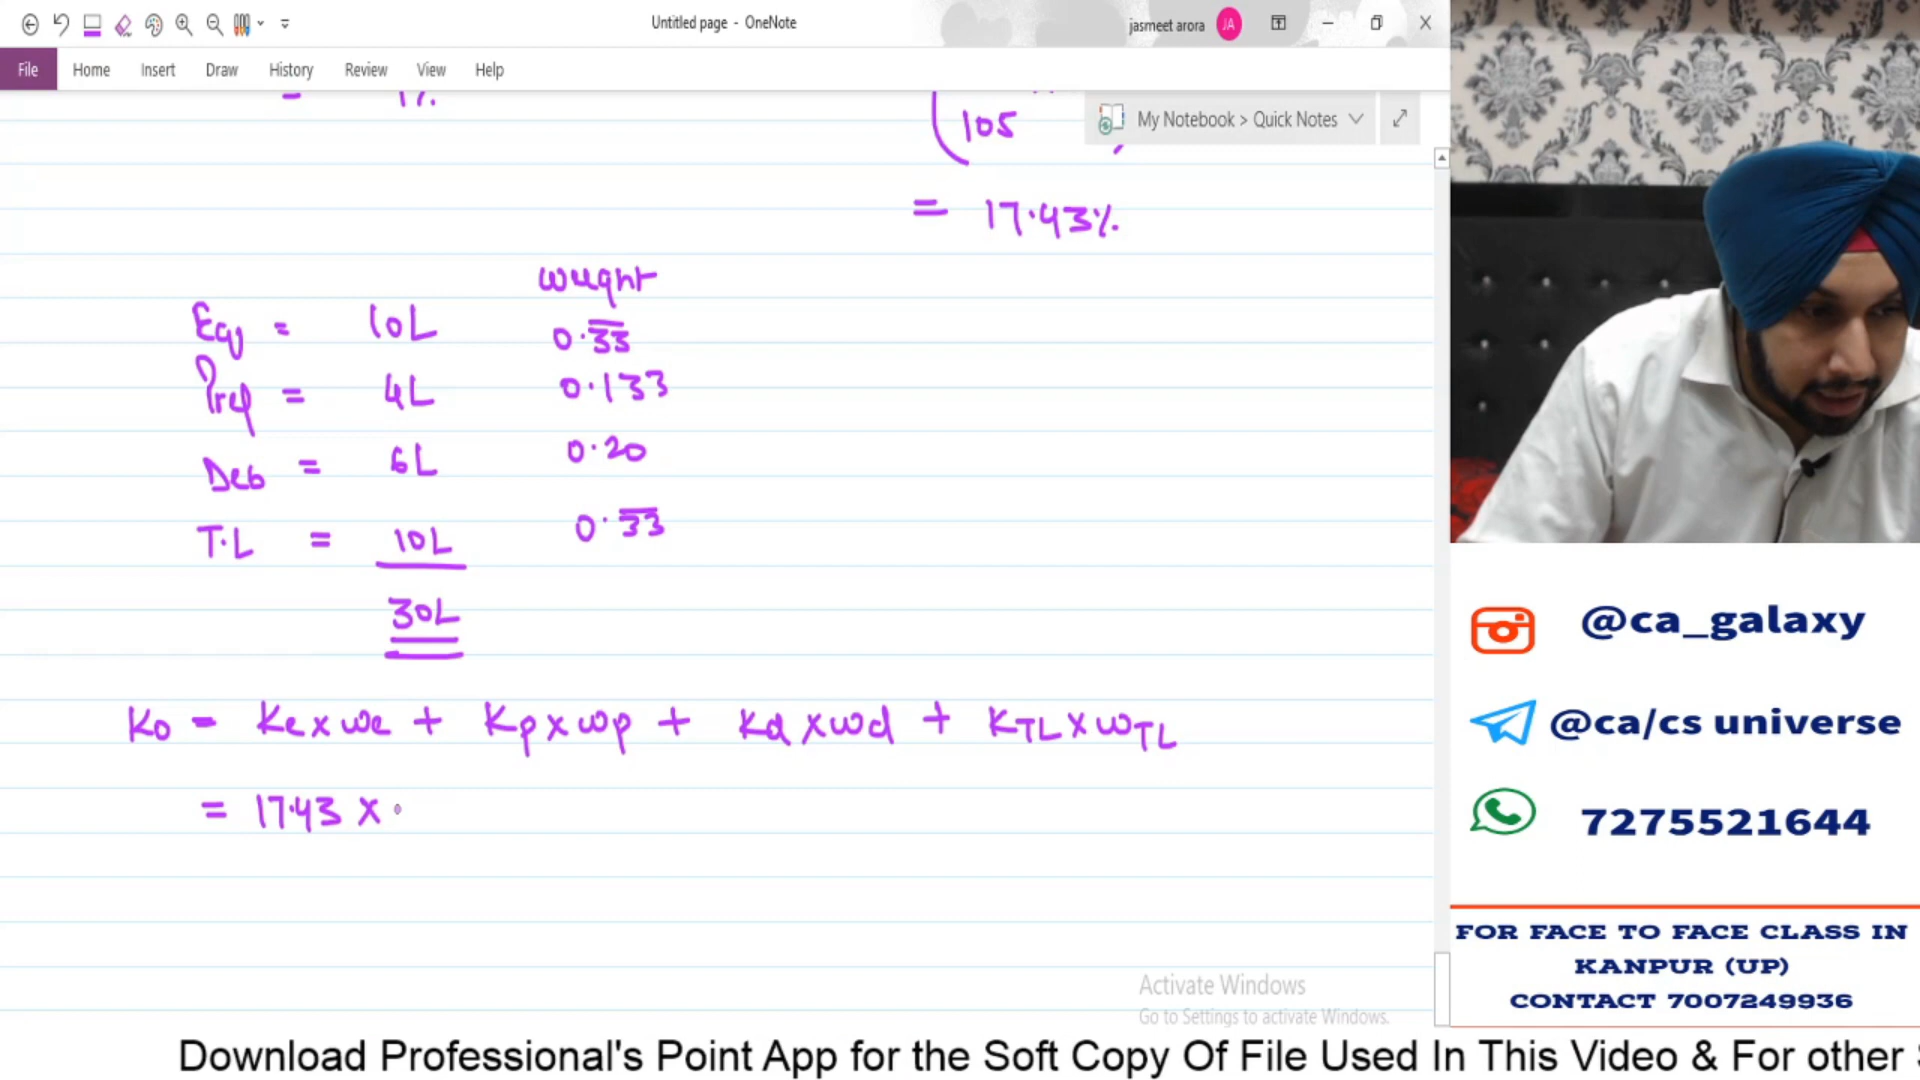 Untitled page - OneNote
jasmeet arora
JA
File Home Insert Draw History Review View Help
My Notebook > Quick Notes
105
= 17.43%
weight
Equ = 10L 0.33
Pref = 4L 0.133
Deb = 6L 0.20
T.L = 10L 0.33
30L
Ko = Ke x we + Kp x wp + Kd x wd + KTL x wTL
= 17.43 x
@ca_galaxy
@ca/cs universe
7275521644
FOR FACE TO FACE CLASS IN
KANPUR (UP)
CONTACT 7007249936
Activate Windows
Go to Settings to activate Windows.
Download Professional's Point App for the Soft Copy Of File Used In This Video & For other